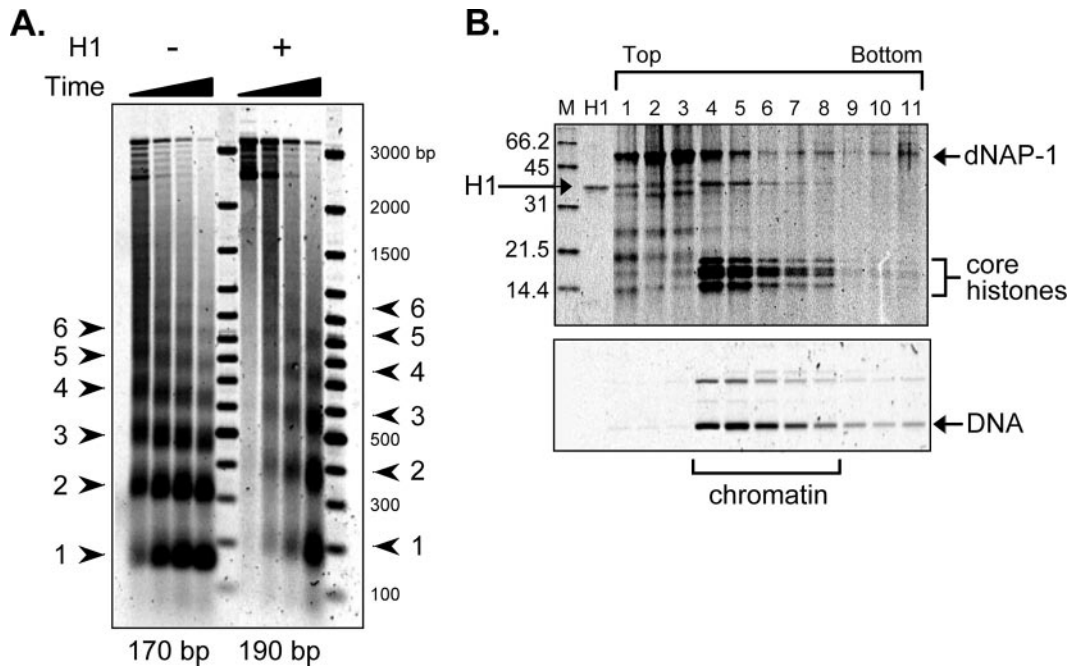 A.
H1 - +
Time
3000 bp
2000
1500
500
300
100
6
5
4
3
2
1
6
5
4
3
2
1
170 bp 190 bp
B.
Top Bottom
M H1 1 2 3 4 5 6 7 8 9 10 11
66.2
45
31
21.5
14.4
H1
dNAP-1
core
histones
DNA
chromatin